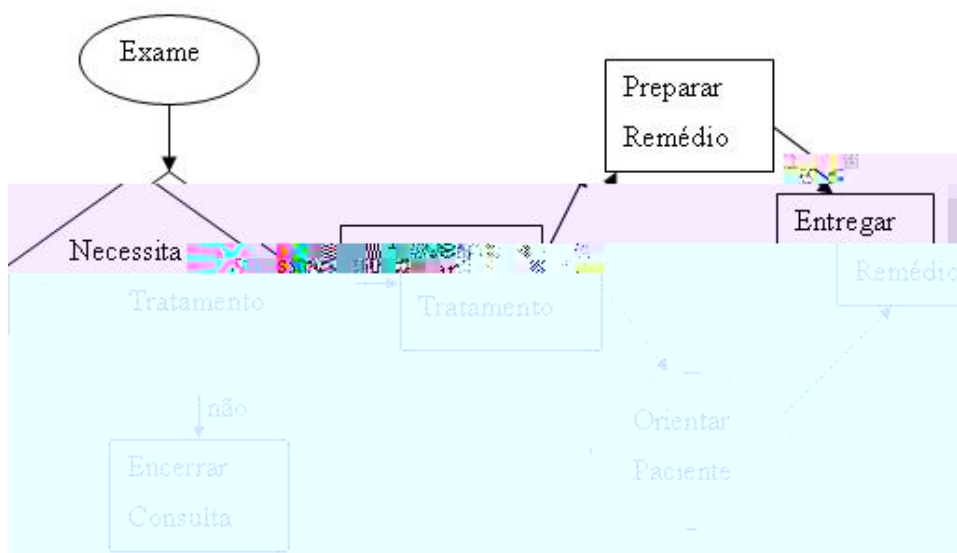 Exame
Preparar
Remédio
Necessita
Tratamento
não
Encerrar
Consulta
Tratamento
Orientar
Paciente
Entregar
Remédio